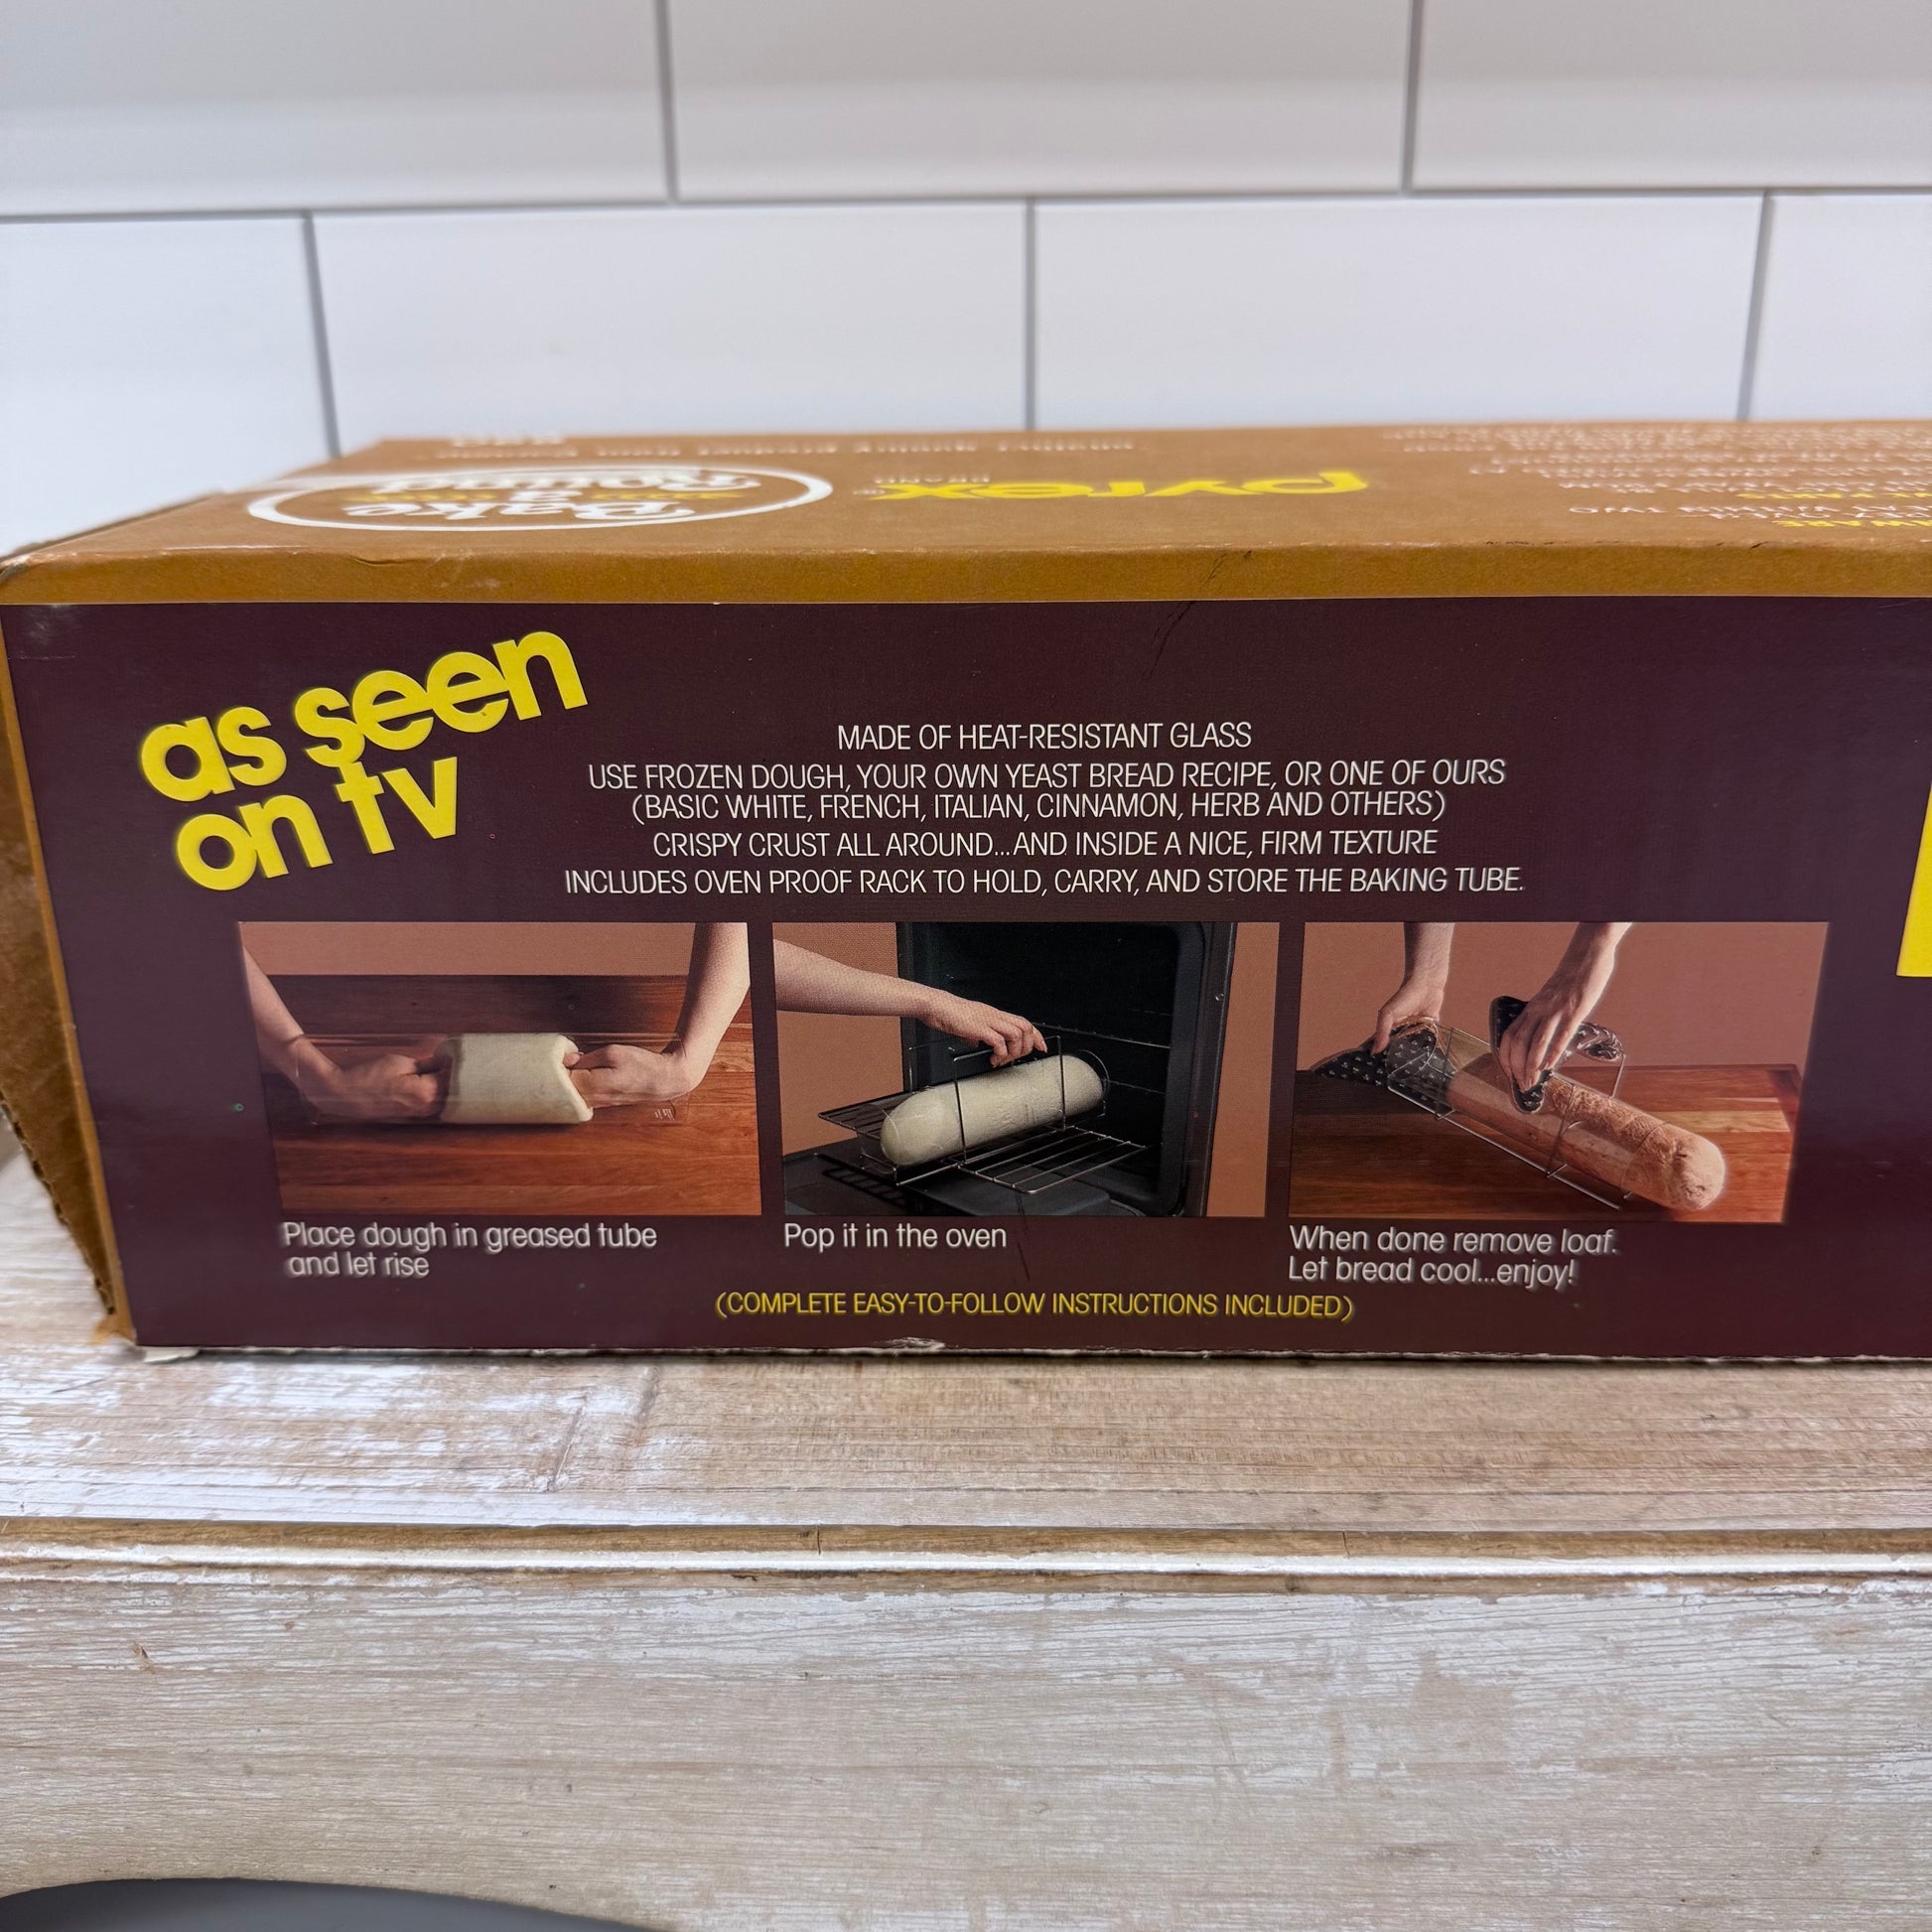 Bake
a
Round
pyrex
BRAND
WARE
as seen
on tv
MADE OF HEAT-RESISTANT GLASS
USE FROZEN DOUGH, YOUR OWN YEAST BREAD RECIPE, OR ONE OF OURS
(BASIC WHITE, FRENCH, ITALIAN, CINNAMON, HERB AND OTHERS)
CRISPY CRUST ALL AROUND...AND INSIDE A NICE, FIRM TEXTURE
INCLUDES OVEN PROOF RACK TO HOLD, CARRY, AND STORE THE BAKING TUBE.
Place dough in greased tube
and let rise
Pop it in the oven
When done remove loaf.
Let bread cool...enjoy!
(COMPLETE EASY-TO-FOLLOW INSTRUCTIONS INCLUDED)